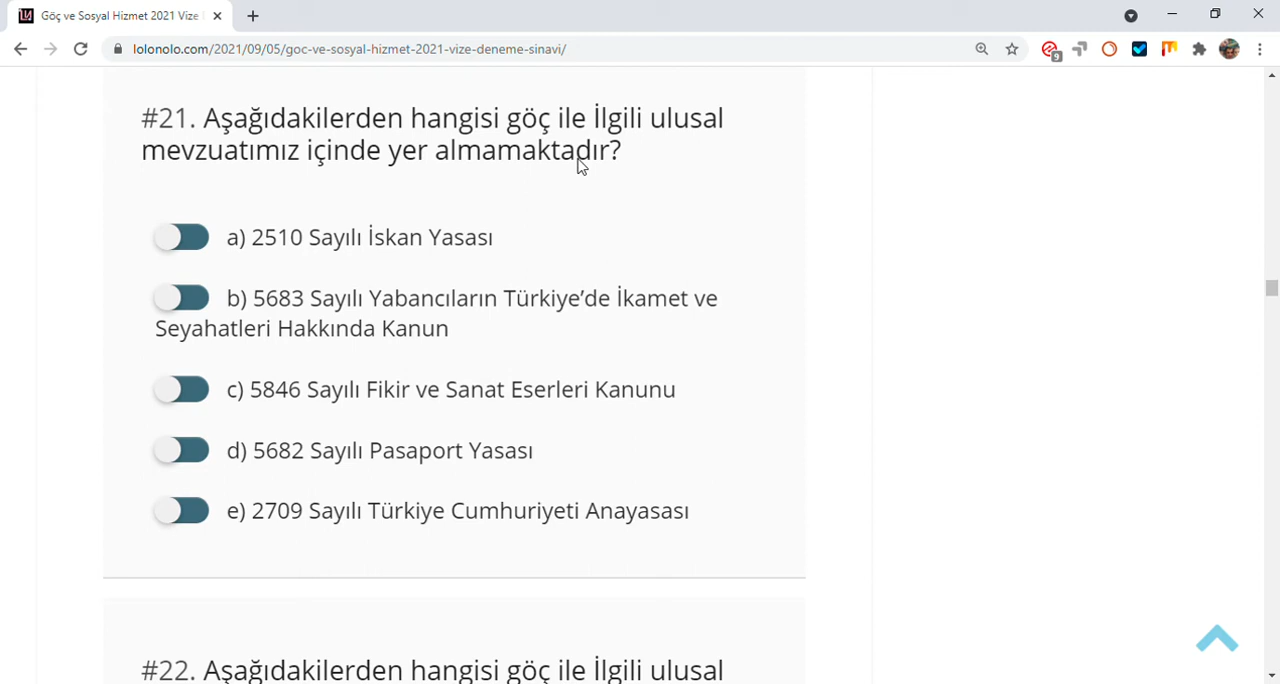 Göç ve Sosyal Hizmet 2021 Vize
lolonolo.com/2021/09/05/goc-ve-sosyal-hizmet-2021-vize-deneme-sinavi/
9
#21. Aşağıdakilerden hangisi göç ile İlgili ulusal
mevzuatımız içinde yer almamaktadır?
a) 2510 Sayılı İskan Yasası
b) 5683 Sayılı Yabancıların Türkiye’de İkamet ve
Seyahatleri Hakkında Kanun
c) 5846 Sayılı Fikir ve Sanat Eserleri Kanunu
d) 5682 Sayılı Pasaport Yasası
e) 2709 Sayılı Türkiye Cumhuriyeti Anayasası
#22. Aşağıdakilerden hangisi göç ile İlgili ulusal